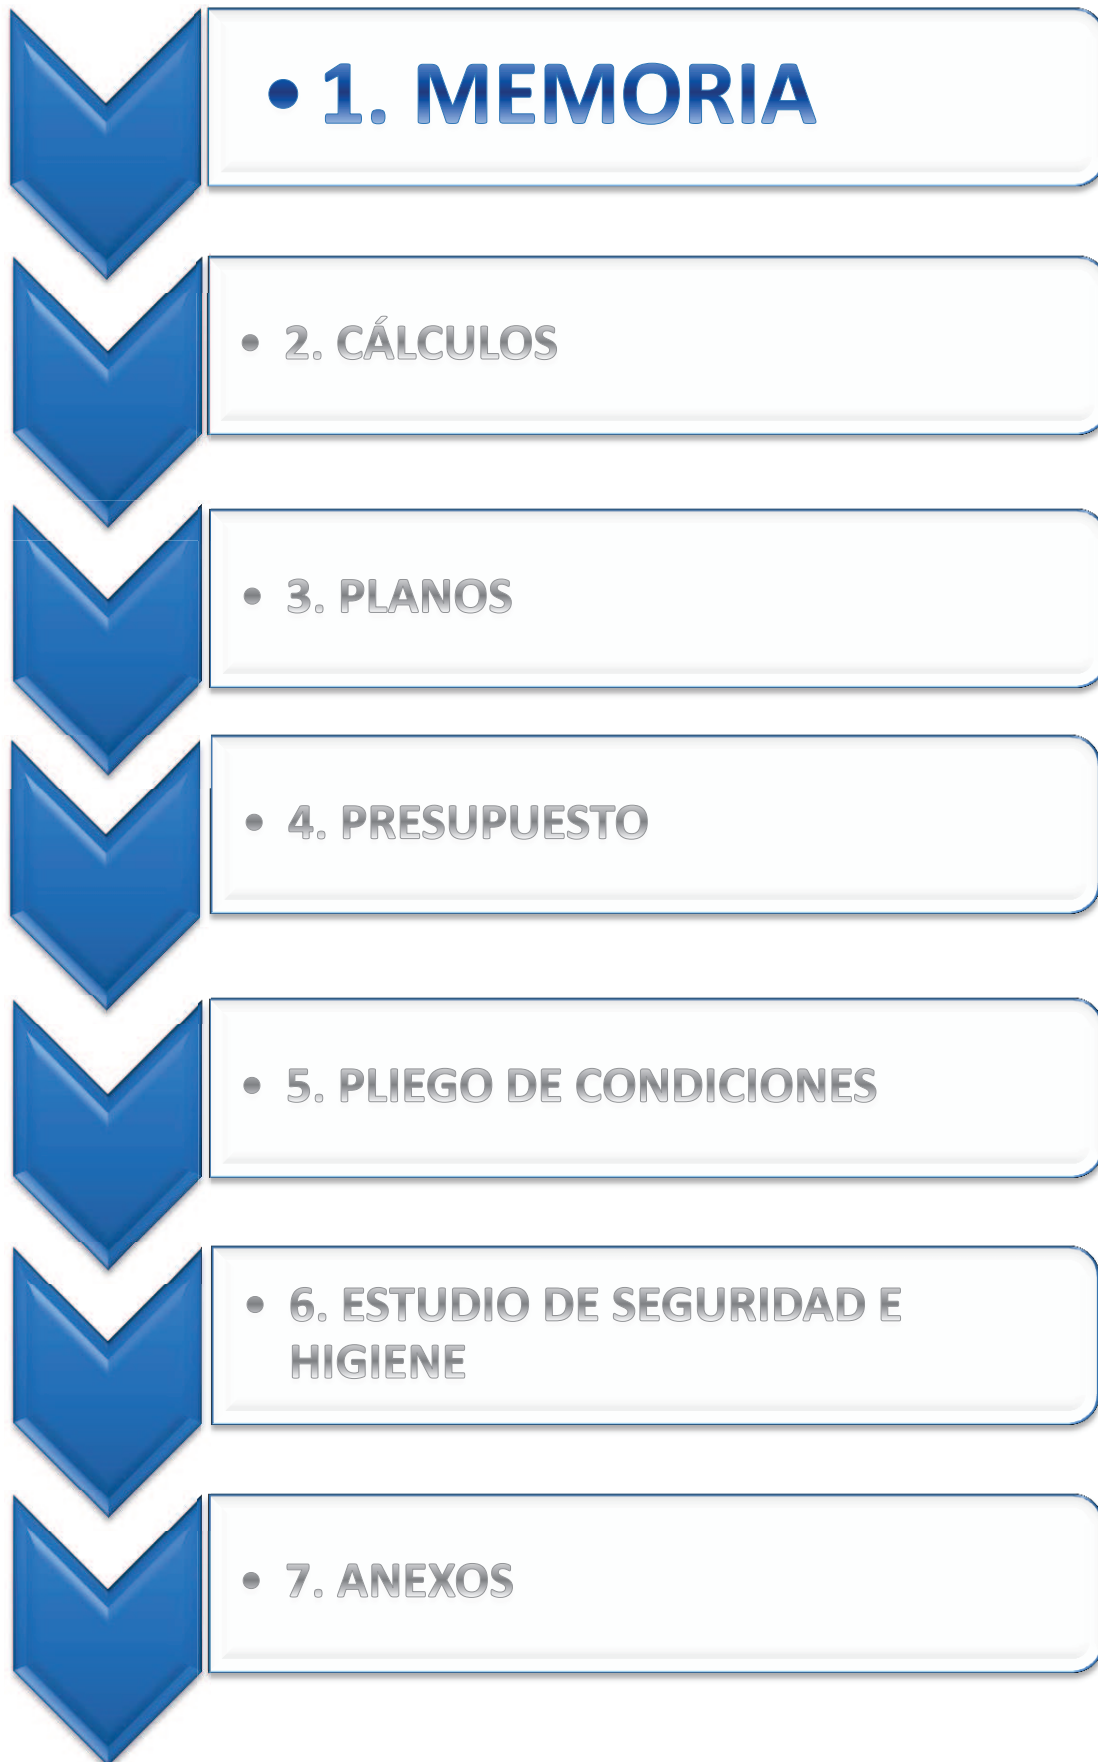 • 1. MEMORIA
• 2. CÁLCULOS
• 3. PLANOS
• 4. PRESUPUESTO
• 5. PLIEGO DE CONDICIONES
• 6. ESTUDIO DE SEGURIDAD E
HIGIENE
• 7. ANEXOS